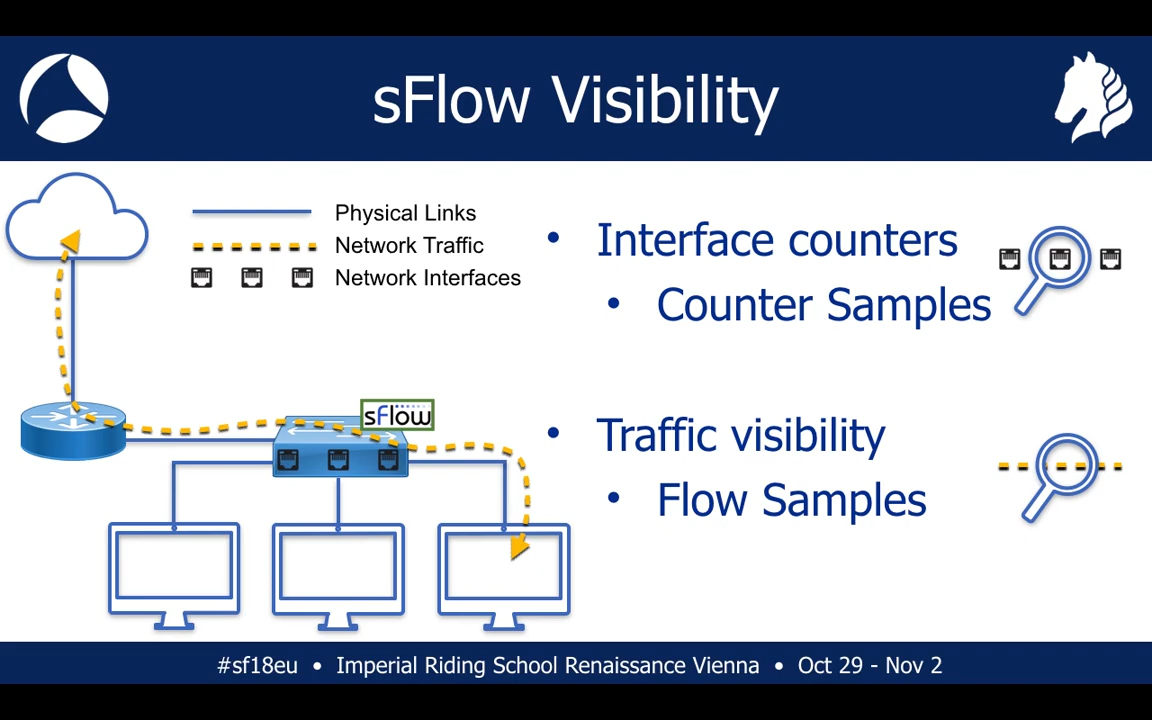 sFlow Visibility
Physical Links
Network Traffic
Network Interfaces
sFlow
• Interface counters
• Counter Samples
• Traffic visibility
• Flow Samples
#sf18eu • Imperial Riding School Renaissance Vienna • Oct 29 - Nov 2